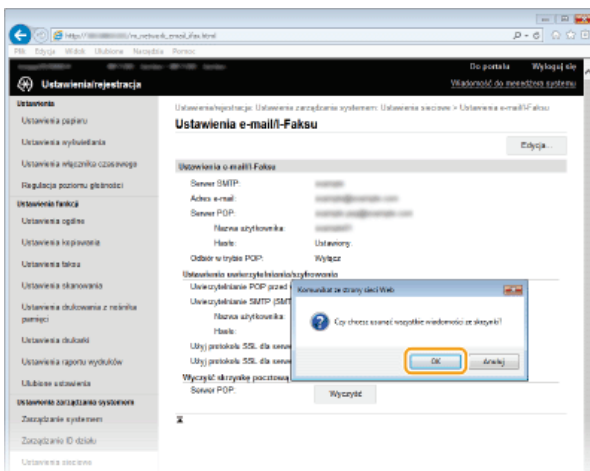 Plik Edycja Widok Ulubione Narzędzia Pomoc
Do portalu Wyloguj się
Ustawienia/rejestracja
Wiadomość do menedżera systemu
Ustawienia
Ustawienia papieru
Ustawienia wyświetlania
Ustawienia włącznika czasowego
Regulacja poziomu głośności
Ustawienia funkcji
Ustawienia ogólne
Ustawienia kopiowania
Ustawienia faksu
Ustawienia skanowania
Ustawienia drukowania z nośnika
pamięci
Ustawienia drukarki
Ustawienia raportu wydruków
Ulubione ustawienia
Ustawienia zarządzania systemem
Zarządzanie systemem
Zarządzanie ID działu
Ustawienia sieciowe
Ustawienia/rejestracja: Ustawienia zarządzania systemem: Ustawienia sieciowe > Ustawienia e-mail/I-Faksu
Ustawienia e-mail/I-Faksu
Edycja...
Ustawienia e-mail/I-Faksu
Serwer SMTP:
Adres e-mail:
Serwer POP:
Nazwa użytkownika:
Hasło: Ustawiony
Odbiór w trybie POP: Wyłącz
Ustawienia uwierzytelniania/szyfrowania
Uwierzytelnianie POP przed
Uwierzytelnianie SMTP (SMT
Nazwa użytkownika:
Hasło:
Użyj protokołu SSL dla serwe
Użyj protokołu SSL dla serwe
Wyczyść skrzynkę pocztową
Serwer POP: Wyczyść
Komunikat ze strony sieci Web
Czy chcesz usunąć wszystkie wiadomości ze skrzynki?
OK Anuluj